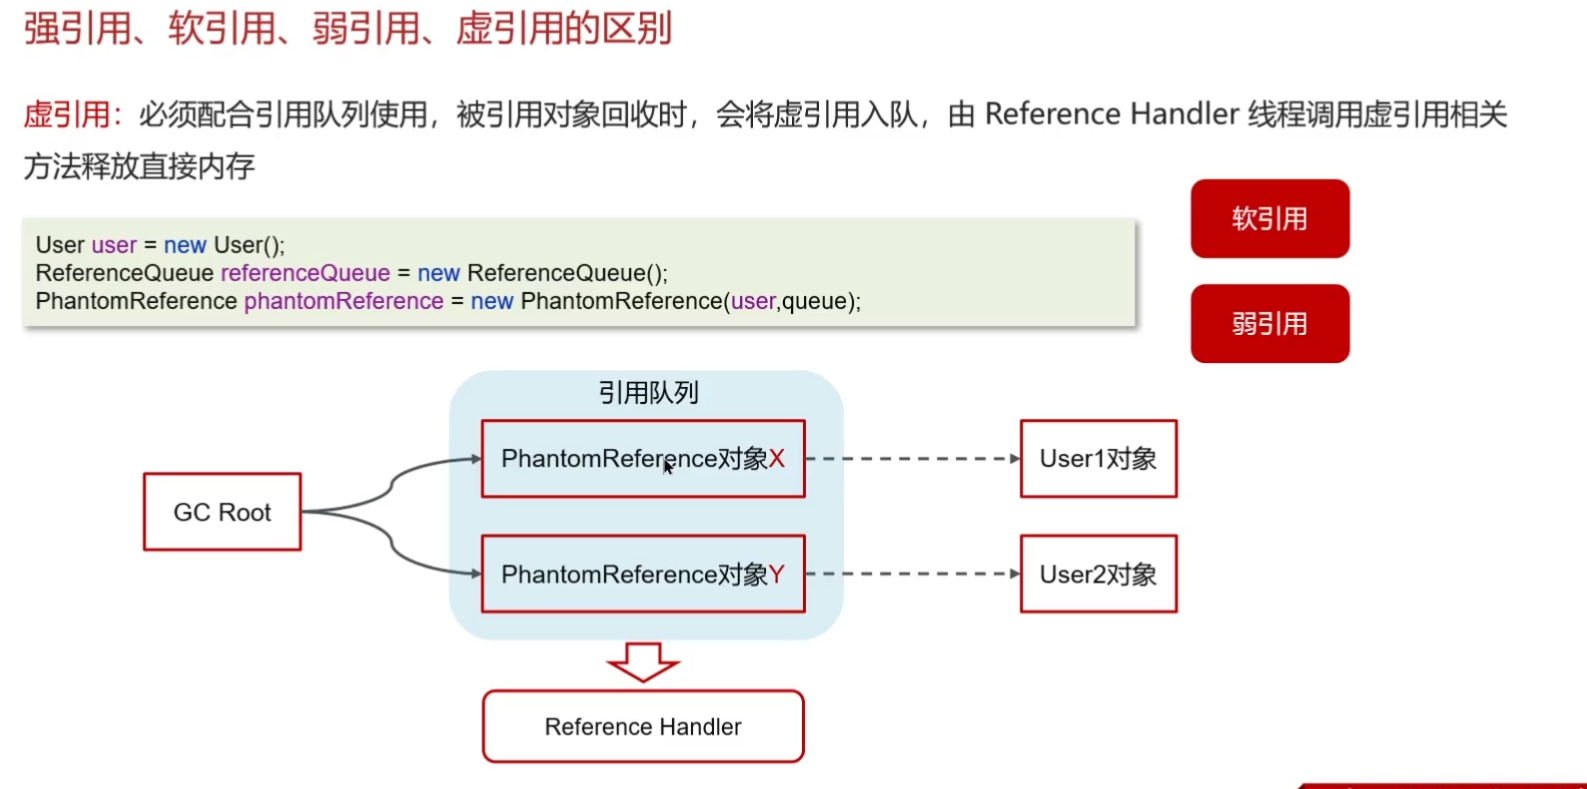 强引用、软引用、弱引用、虚引用的区别
虚引用：必须配合引用队列使用，被引用对象回收时，会将虚引用入队，由 Reference Handler 线程调用虚引用相关
方法释放直接内存
User user = new User();
ReferenceQueue referenceQueue = new ReferenceQueue();
PhantomReference phantomReference = new PhantomReference(user,queue);
软引用
弱引用
引用队列
PhantomReference对象X
User1对象
GC Root
PhantomReference对象Y
User2对象
Reference Handler